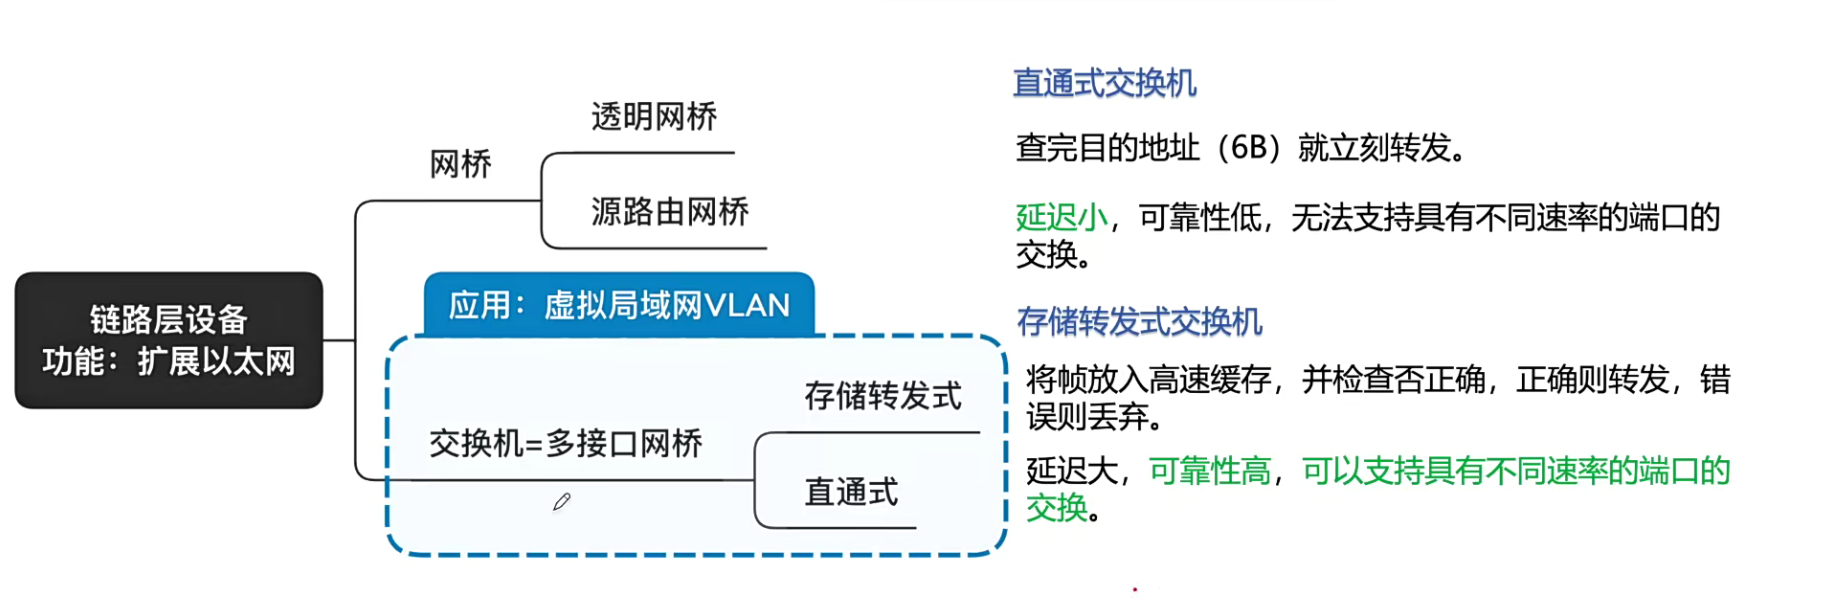 链路层设备
功能：扩展以太网
网桥
透明网桥
源路由网桥
应用：虚拟局域网VLAN
交换机=多接口网桥
存储转发式
直通式
直通式交换机
查完目的地址（6B）就立刻转发。
延迟小，可靠性低，无法支持具有不同速率的端口的
交换。
存储转发式交换机
将帧放入高速缓存，并检查否正确，正确则转发，错
误则丢弃。
延迟大，可靠性高，可以支持具有不同速率的端口的
交换。